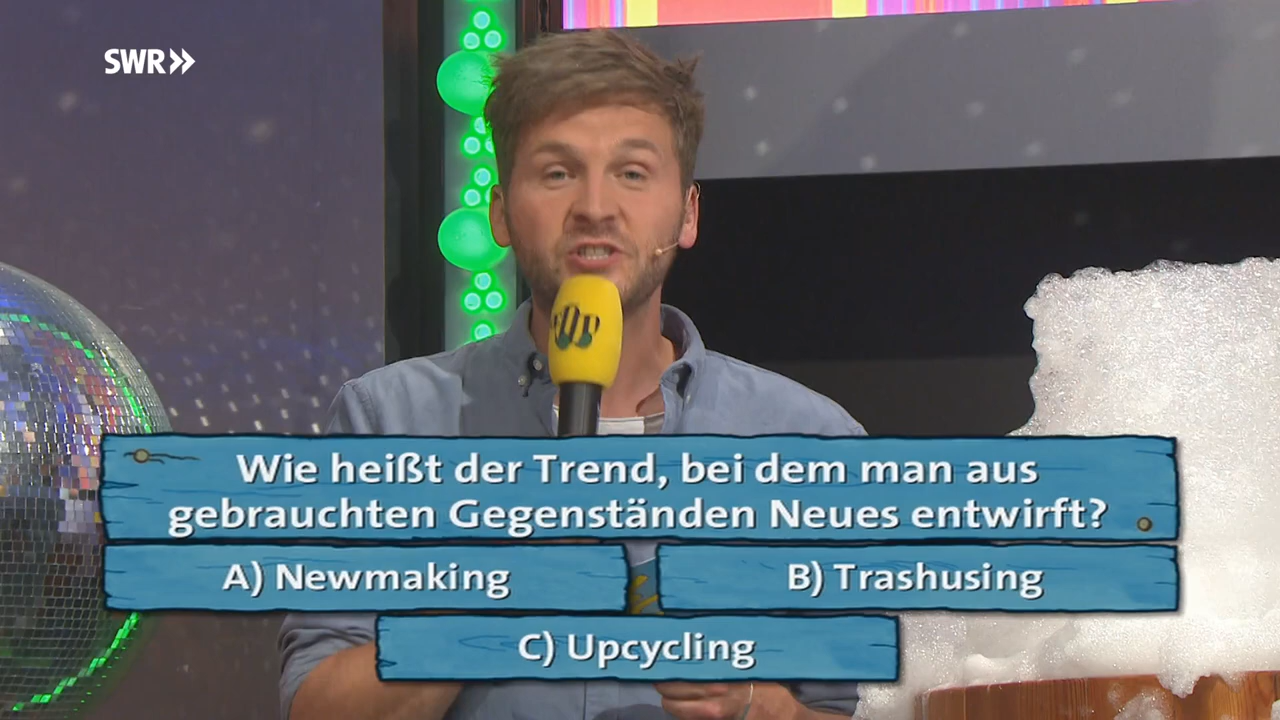 SWR»
Wie heißt der Trend, bei dem man aus
gebrauchten Gegenständen Neues entwirft?
A) Newmaking
B) Trashusing
C) Upcycling